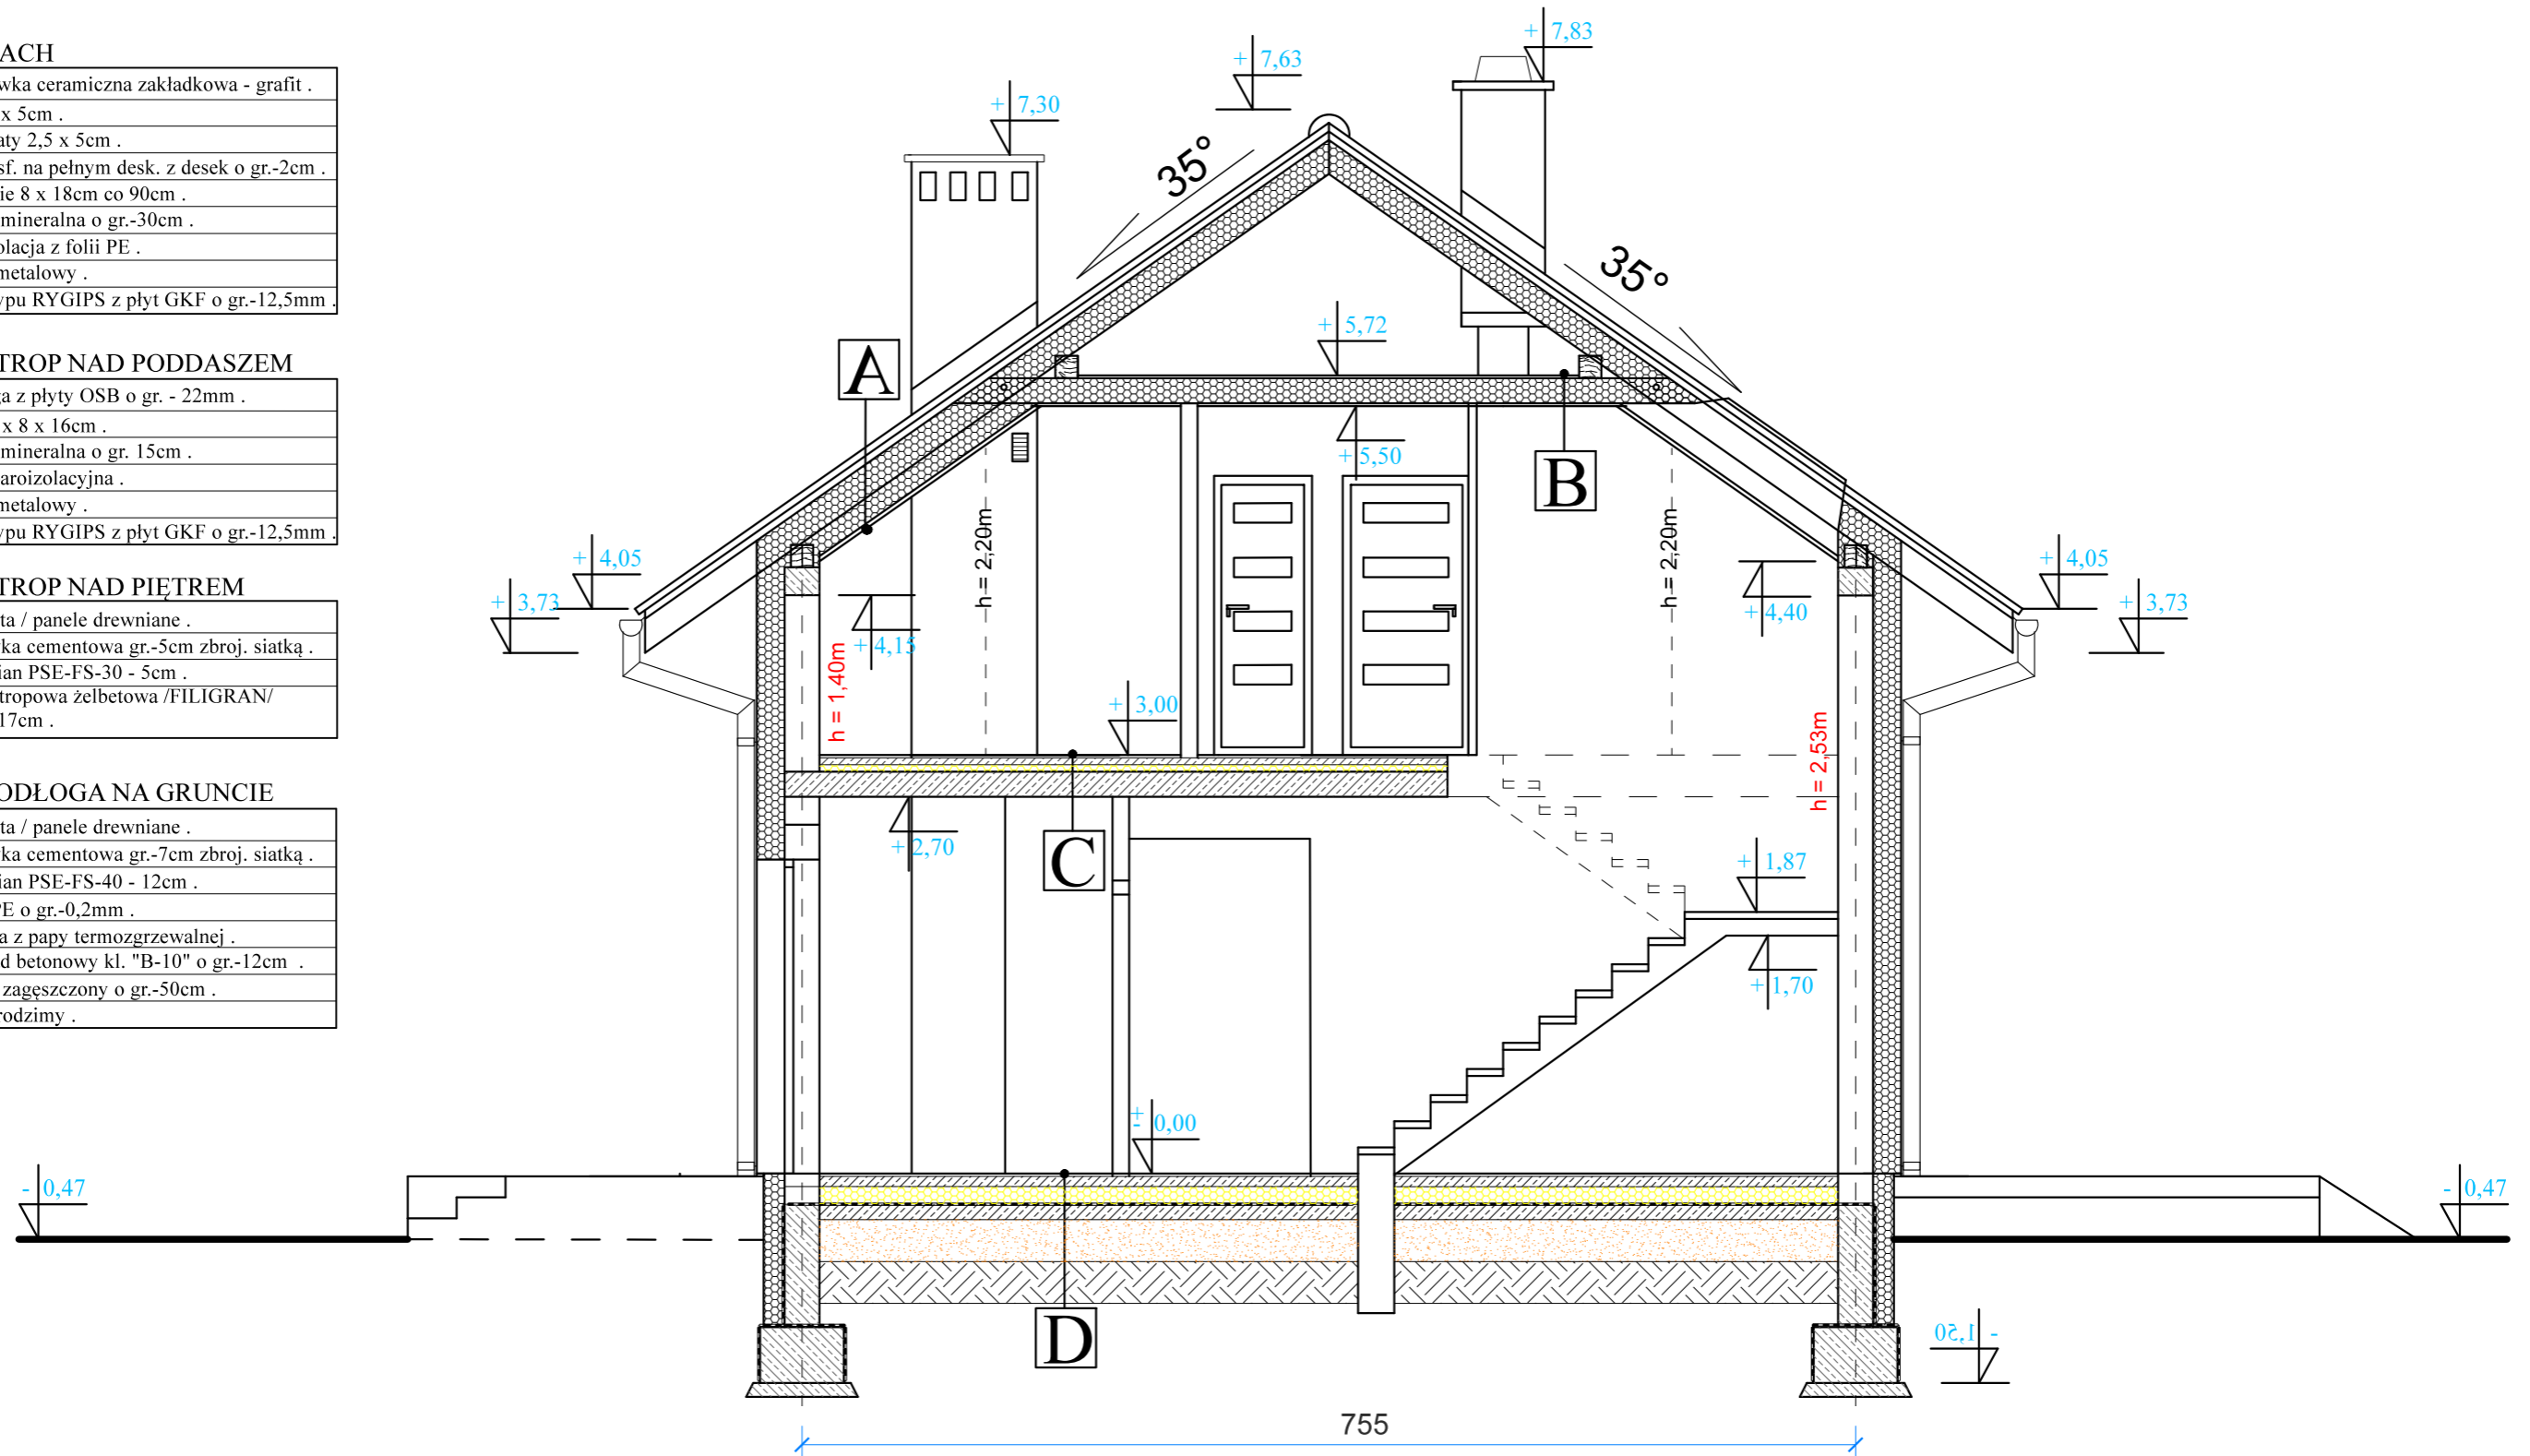 ACH
wka ceramiczna zakładkowa - grafit .
x 5cm .
aty 2,5 x 5cm .
sf. na pełnym desk. z desek o gr.-2cm .
ie 8 x 18cm co 90cm .
mineralna o gr.-30cm .
olacja z folii PE .
metalowy .
ypu RYGIPS z płyt GKF o gr.-12,5mm .
TROP NAD PODDASZEM
ga z płyty OSB o gr. - 22mm .
x 8 x 16cm .
mineralna o gr. 15cm .
aroizolacyjna .
metalowy .
ypu RYGIPS z płyt GKF o gr.-12,5mm .
TROP NAD PIĘTREM
ta / panele drewniane .
ka cementowa gr.-5cm zbroj. siatką .
ian PSE-FS-30 - 5cm .
tropowa żelbetowa /FILIGRAN/
17cm .
ODŁOGA NA GRUNCIE
ta / panele drewniane .
ka cementowa gr.-7cm zbroj. siatką .
ian PSE-FS-40 - 12cm .
PE o gr.-0,2mm .
a z papy termozgrzewalnej .
d betonowy kl. "B-10" o gr.-12cm .
zagęszczony o gr.-50cm .
rodzimy .
+ 7,83
+ 7,63
+ 7,30
35°
35°
+ 5,72
A
+ 5,50
B
h = 2,20m
h = 2,20m
+ 4,05
+ 3,73
+ 4,05
+ 3,73
+ 4,15
+ 4,40
h = 1,40m
+ 3,00
h = 2,53m
+ 2,70
C
+ 1,87
+ 1,70
± 0,00
- 0,47
- 0,47
D
- 1,50
755